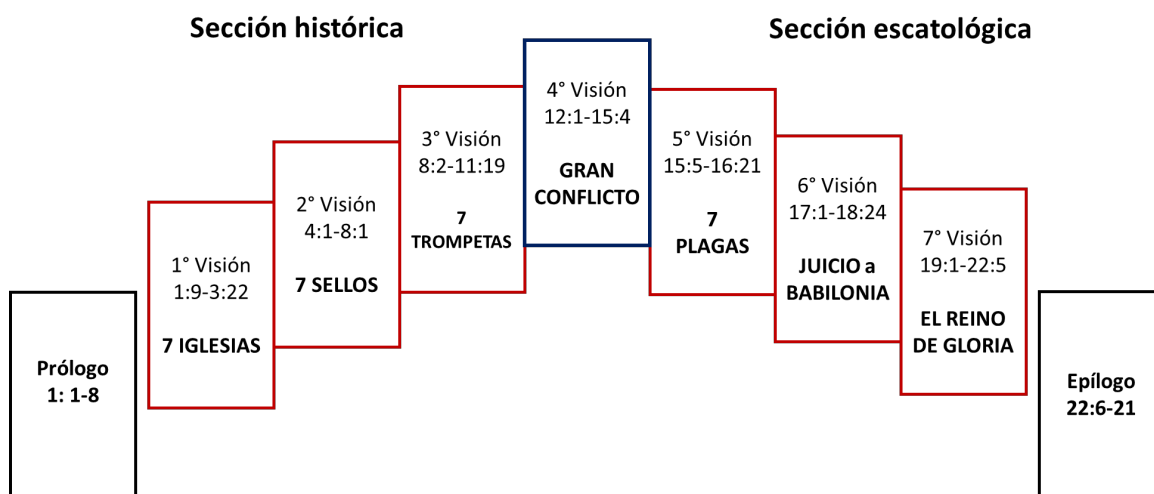 Sección histórica
Sección escatológica
Prólogo
1: 1-8
1° Visión
1:9-3:22
7 IGLESIAS
2° Visión
4:1-8:1
7 SELLOS
3° Visión
8:2-11:19
7
TROMPETAS
4° Visión
12:1-15:4
GRAN
CONFLICTO
5° Visión
15:5-16:21
7
PLAGAS
6° Visión
17:1-18:24
JUICIO a
BABILONIA
7° Visión
19:1-22:5
EL REINO
DE GLORIA
Epílogo
22:6-21